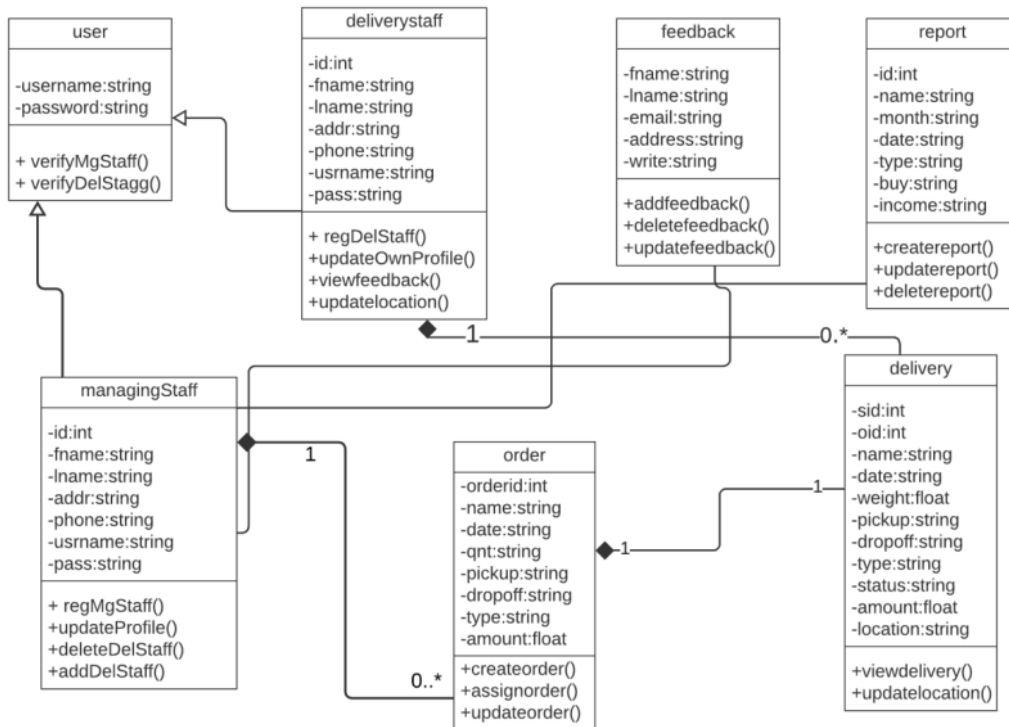 user
-username:string
-password:string
+ verifyMgStaff()
+ verifyDelStagg()
deliverystaff
-id:int
-fname:string
-lname:string
-addr:string
-phone:string
-usrname:string
-pass:string
+ regDelStaff()
+updateOwnProfile()
+viewfeedback()
+updatelocation()
feedback
-fname:string
-lname:string
-email:string
-address:string
-write:string
+addfeedback()
+deletefeedback()
+updatefeedback()
report
-id:int
-name:string
-month:string
-date:string
-type:string
-buy:string
-income:string
+createreport()
+updatereport()
+deletereport()
1
0..*
managingStaff
-id:int
-fname:string
-lname:string
-addr:string
-phone:string
-usrname:string
-pass:string
+ regMgStaff()
+updateProfile()
+deleteDelStaff()
+addDelStaff()
1
0..*
order
-orderid:int
-name:string
-date:string
-qnt:string
-pickup:string
-dropoff:string
-type:string
-amount:float
+createorder()
+assignorder()
+updateorder()
1
1
delivery
-sid:int
-oid:int
-name:string
-date:string
-weight:float
-pickup:string
-dropoff:string
-type:string
-status:string
-amount:float
-location:string
+viewdelivery()
+updatelocation()